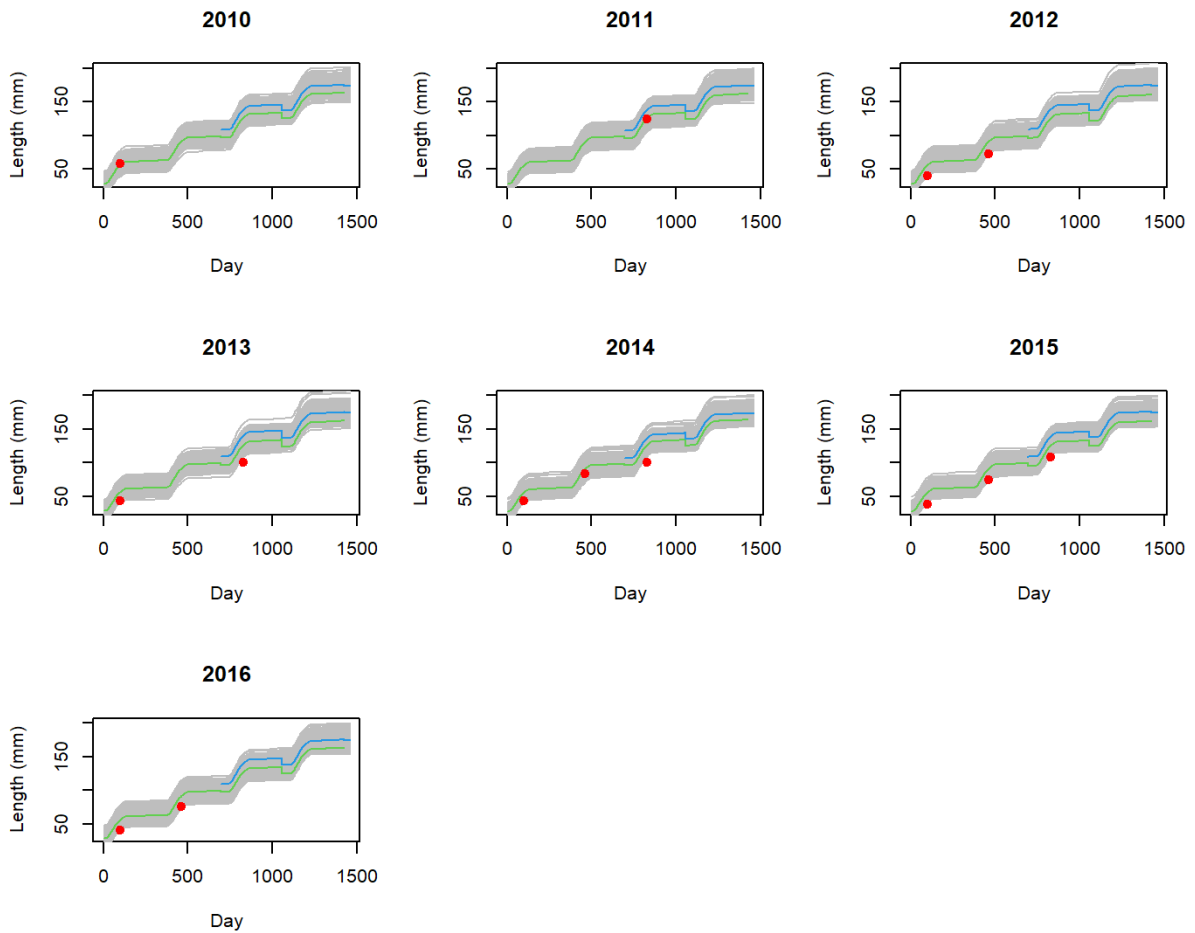 2010 2011 2012
Length (mm) 50 150 Length (mm) 50 150 Length (mm) 50 150
0 500 1000 1500 0 500 1000 1500 0 500 1000 1500
Day Day Day
2013 2014 2015
Length (mm) 50 150 Length (mm) 50 150 Length (mm) 50 150
0 500 1000 1500 0 500 1000 1500 0 500 1000 1500
Day Day Day
2016
Length (mm) 50 150
0 500 1000 1500
Day